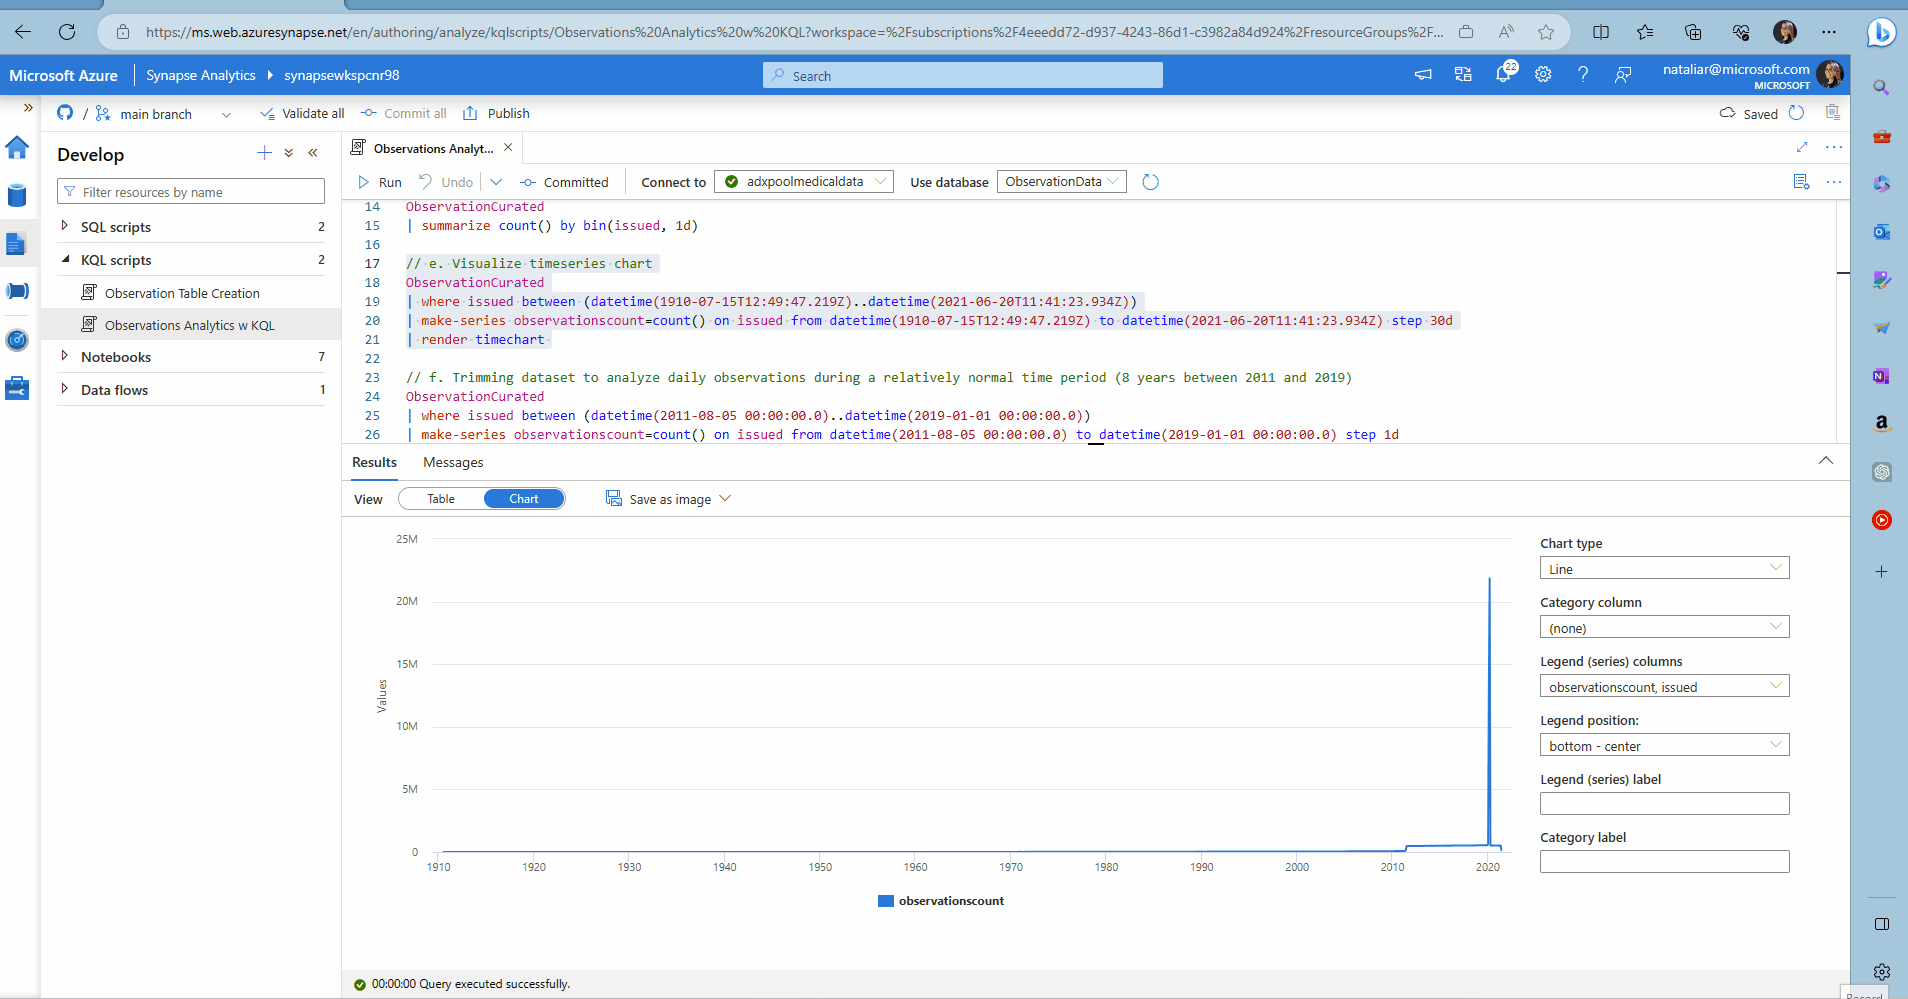 https://ms.web.azuresynapse.net/en/authoring/analyze/kqlscripts/Observations%20Analytics%20w%20KQL?workspace=%2Fsubscriptions%2F4eeedd72-d937-4243-86d1-c3982a84d924%2FresourceGroups%2F...
Microsoft Azure
Synapse Analytics
synapsewkspcnr98
Search
22
nataliar@microsoft.com
MICROSOFT
/ main branch
Validate all
Commit all
Publish
Saved
Develop
Filter resources by name
SQL scripts 2
KQL scripts 2
Observation Table Creation
Observations Analytics w KQL
Notebooks 7
Data flows 1
Observations Analyt...
Run
Undo
Committed
Connect to
adxpoolmedicaldata
Use database
ObservationData
14 ObservationCurated
15 | summarize count() by bin(issued, 1d)
16
17 // e. Visualize timeseries chart
18 ObservationCurated
19 | where issued between (datetime(1910-07-15T12:49:47.219Z)..datetime(2021-06-20T11:41:23.934Z))
20 | make-series observationscount=count() on issued from datetime(1910-07-15T12:49:47.219Z) to datetime(2021-06-20T11:41:23.934Z) step 30d
21 | render timechart
22
23 // f. Trimming dataset to analyze daily observations during a relatively normal time period (8 years between 2011 and 2019)
24 ObservationCurated
25 | where issued between (datetime(2011-08-05 00:00:00.0)..datetime(2019-01-01 00:00:00.0))
26 | make-series observationscount=count() on issued from datetime(2011-08-05 00:00:00.0) to datetime(2019-01-01 00:00:00.0) step 1d
Results
Messages
View
Table
Chart
Save as image
25M
20M
15M
10M
5M
0
Values
1910 1920 1930 1940 1950 1960 1970 1980 1990 2000 2010 2020
observationscount
Chart type
Line
Category column
(none)
Legend (series) columns
observationscount, issued
Legend position:
bottom - center
Legend (series) label
Category label
00:00:00 Query executed successfully.
Record